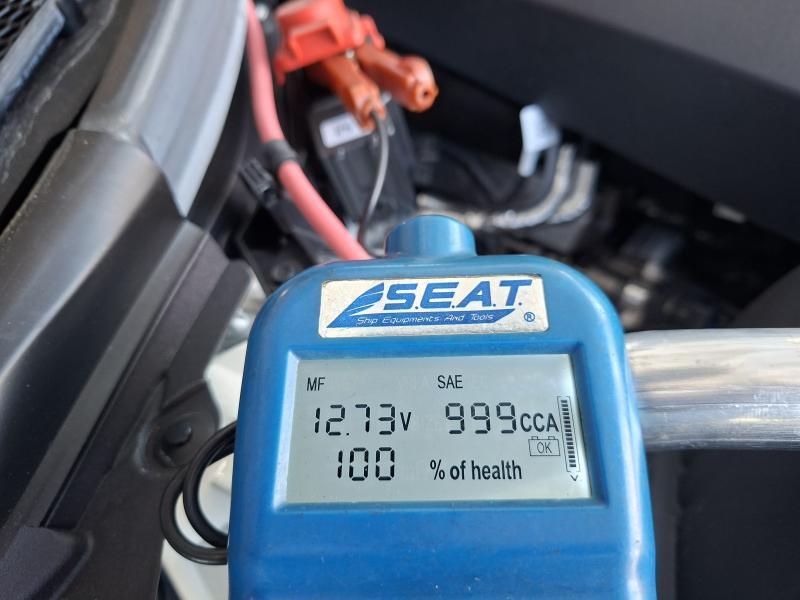 S.E.A.T.
Ship Equipments And Tools ®
MF SAE
12.73V 999CCA
OK
100 % of health